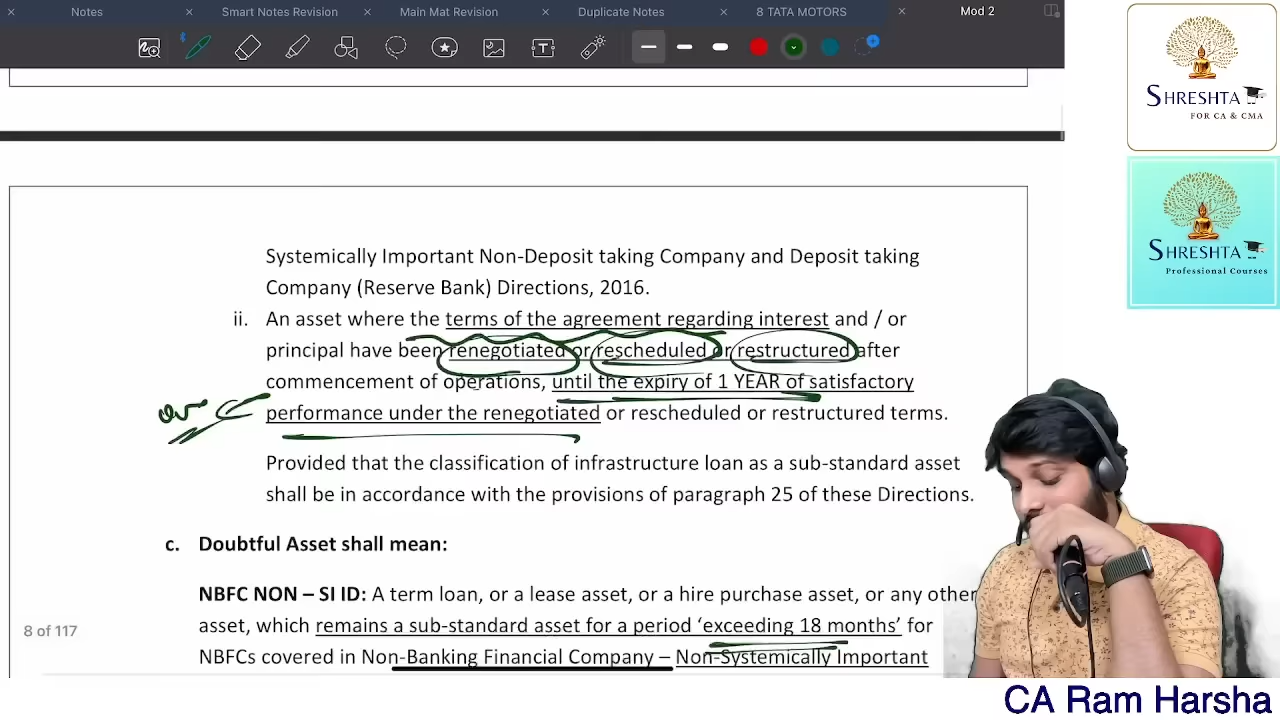 Notes
Smart Notes Revision
Main Mat Revision
Duplicate Notes
8 TATA MOTORS
Mod 2
SHRESHTA
FOR CA & CMA
SHRESHTA
Professional Courses
Systemically Important Non-Deposit taking Company and Deposit taking
Company (Reserve Bank) Directions, 2016.
ii. An asset where the terms of the agreement regarding interest and / or
principal have been renegotiated or rescheduled or restructured after
commencement of operations, until the expiry of 1 YEAR of satisfactory
performance under the renegotiated or rescheduled or restructured terms.
Provided that the classification of infrastructure loan as a sub-standard asset
shall be in accordance with the provisions of paragraph 25 of these Directions.
c. Doubtful Asset shall mean:
NBFC NON – SI ID: A term loan, or a lease asset, or a hire purchase asset, or any other
asset, which remains a sub-standard asset for a period ‘exceeding 18 months’ for
NBFCs covered in Non-Banking Financial Company – Non-Systemically Important
8 of 117
CA Ram Harsha